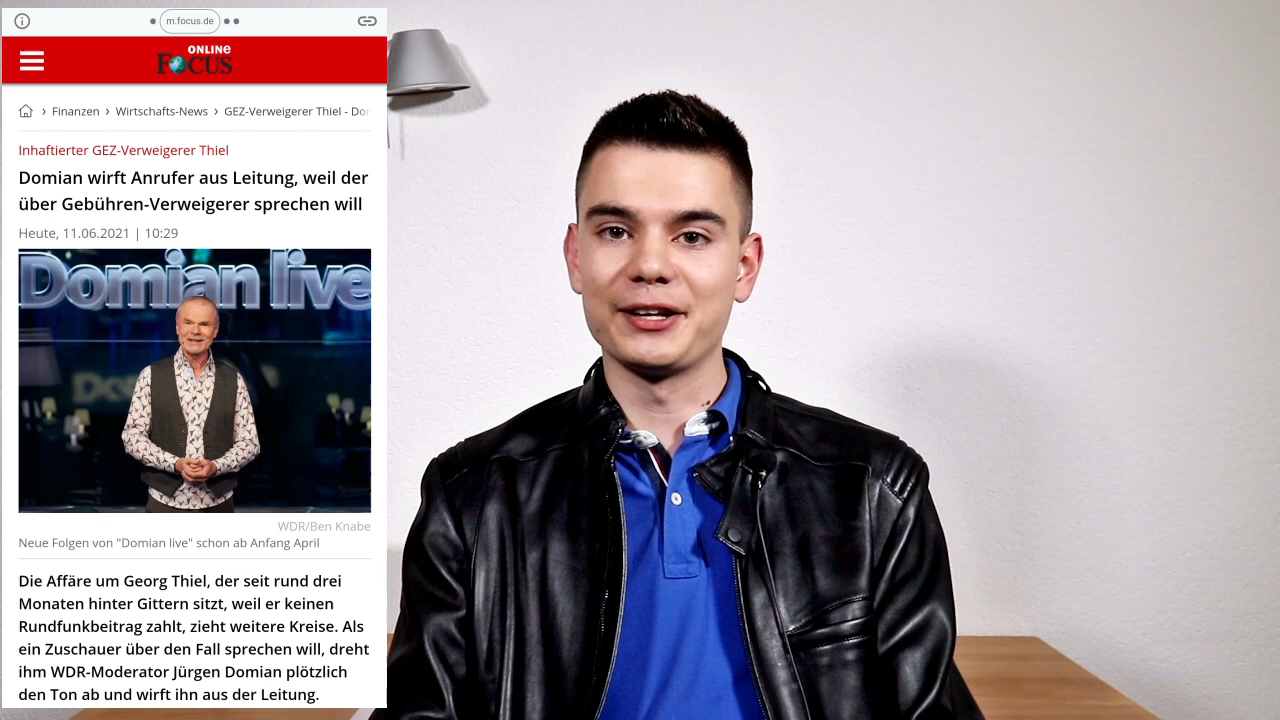 m.focus.de
ONLINE
FOCUS
Finanzen › Wirtschafts-News › GEZ-Verweigerer Thiel - Dor
Inhaftierter GEZ-Verweigerer Thiel
Domian wirft Anrufer aus Leitung, weil der
über Gebühren-Verweigerer sprechen will
Heute, 11.06.2021 | 10:29
Domian live
WDR/Ben Knabe
Neue Folgen von "Domian live" schon ab Anfang April
Die Affäre um Georg Thiel, der seit rund drei
Monaten hinter Gittern sitzt, weil er keinen
Rundfunkbeitrag zahlt, zieht weitere Kreise. Als
ein Zuschauer über den Fall sprechen will, dreht
ihm WDR-Moderator Jürgen Domian plötzlich
den Ton ab und wirft ihn aus der Leitung.